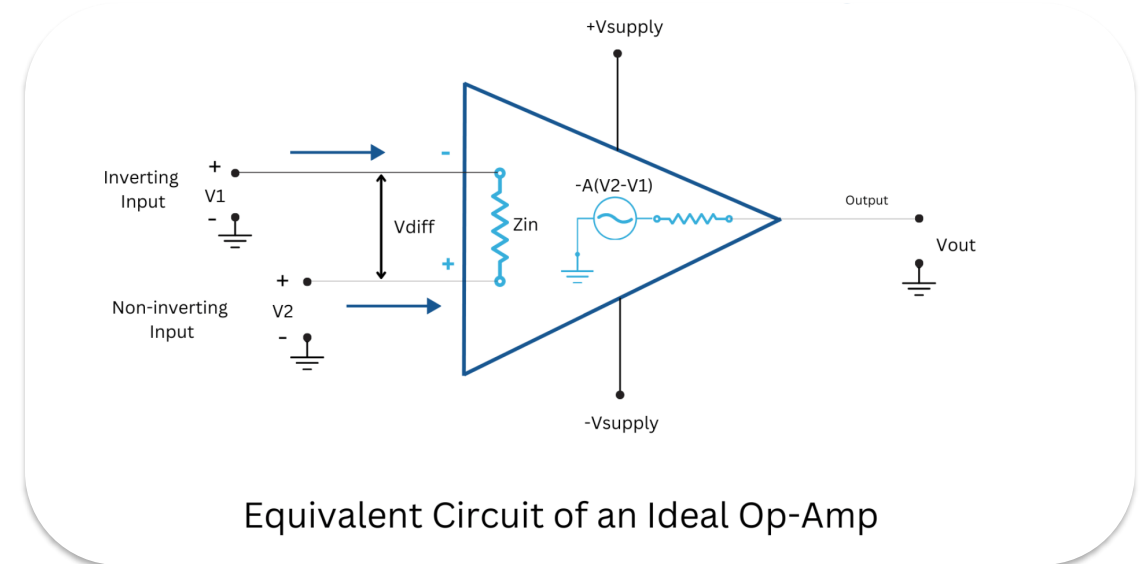 +Vsupply
-
+
Inverting
Input
V1
-
-A(V2-V1)
Output
Vdiff
Zin
Vout
+
+
Non-inverting
Input
V2
-
-Vsupply
Equivalent Circuit of an Ideal Op-Amp